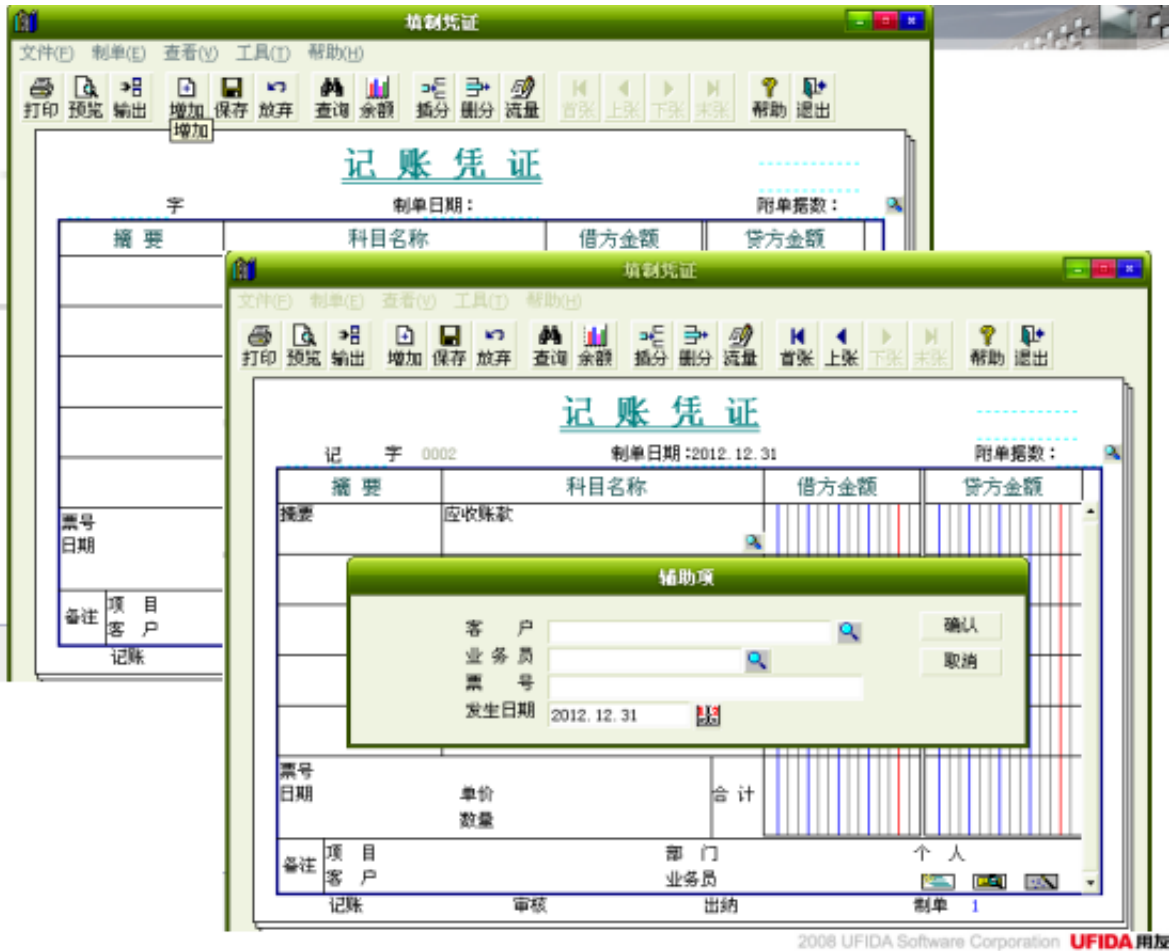 填制凭证
文件(F) 制单(E) 查看(V) 工具(T) 帮助(H)
打印 预览 输出 增加 保存 放弃 查询 余额 插分 删分 流量 首张 上张 下张 末张 帮助 退出
增加
记 账 凭 证
字 制单日期： 附单据数：
摘 要 科目名称 借方金额 贷方金额
票号
日期
备注 项 目
客 户
记账
填制凭证
文件(F) 制单(E) 查看(V) 工具(T) 帮助(H)
打印 预览 输出 增加 保存 放弃 查询 余额 插分 删分 流量 首张 上张 下张 末张 帮助 退出
记 账 凭 证
记 字 0002 制单日期：2012.12.31 附单据数：
摘 要 科目名称 借方金额 贷方金额
摘要 应收账款
辅助项
客 户 确认
业务员 取消
票 号
发生日期 2012.12.31
票号
日期 单价 合 计
数量
备注 项 目 部 门 个 人
客 户 业务员
记账 审核 出纳 制单 1
2008 UFIDA Software Corporation UFIDA 用友